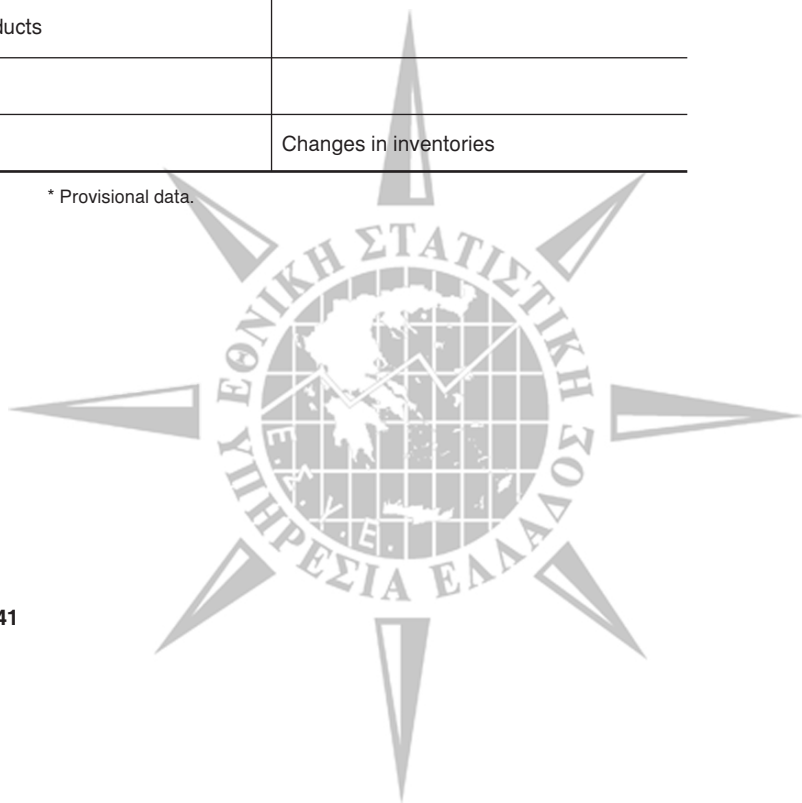 ducts
Changes in inventories
* Provisional data.
ΕΘΝΙΚΗ ΣΤΑΤΙΣΤΙΚΗ
ΥΠΗΡΕΣΙΑ ΕΛΛΑΔΟΣ
Ε.Σ.Υ.Ε.
41